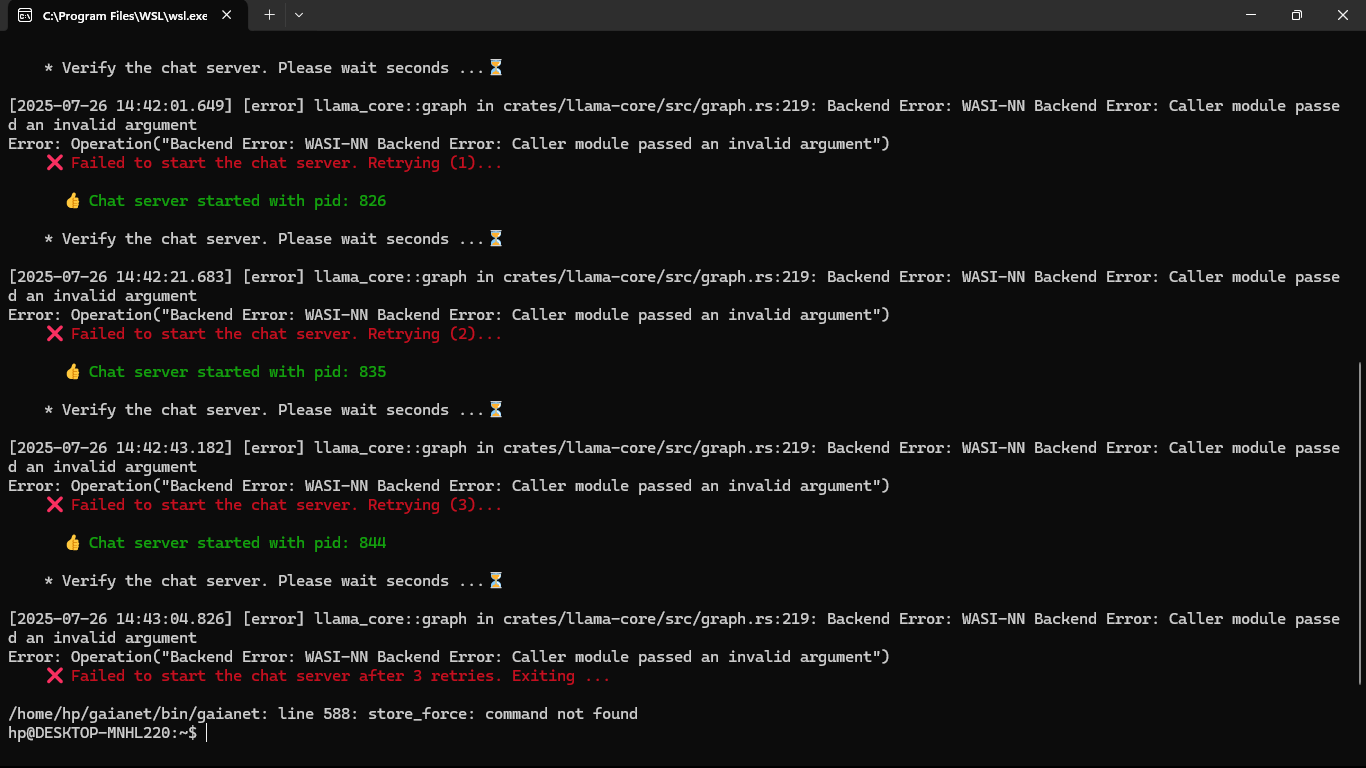 C:\Program Files\WSL\wsl.exe
* Verify the chat server. Please wait seconds ...⏳
[2025-07-26 14:42:01.649] [error] llama_core::graph in crates/llama-core/src/graph.rs:219: Backend Error: WASI-NN Backend Error: Caller module passe
d an invalid argument
Error: Operation("Backend Error: WASI-NN Backend Error: Caller module passed an invalid argument")
❌ Failed to start the chat server. Retrying (1)...
👍 Chat server started with pid: 826
* Verify the chat server. Please wait seconds ...⏳
[2025-07-26 14:42:21.683] [error] llama_core::graph in crates/llama-core/src/graph.rs:219: Backend Error: WASI-NN Backend Error: Caller module passe
d an invalid argument
Error: Operation("Backend Error: WASI-NN Backend Error: Caller module passed an invalid argument")
❌ Failed to start the chat server. Retrying (2)...
👍 Chat server started with pid: 835
* Verify the chat server. Please wait seconds ...⏳
[2025-07-26 14:42:43.182] [error] llama_core::graph in crates/llama-core/src/graph.rs:219: Backend Error: WASI-NN Backend Error: Caller module passe
d an invalid argument
Error: Operation("Backend Error: WASI-NN Backend Error: Caller module passed an invalid argument")
❌ Failed to start the chat server. Retrying (3)...
👍 Chat server started with pid: 844
* Verify the chat server. Please wait seconds ...⏳
[2025-07-26 14:43:04.826] [error] llama_core::graph in crates/llama-core/src/graph.rs:219: Backend Error: WASI-NN Backend Error: Caller module passe
d an invalid argument
Error: Operation("Backend Error: WASI-NN Backend Error: Caller module passed an invalid argument")
❌ Failed to start the chat server after 3 retries. Exiting ...
/home/hp/gaianet/bin/gaianet: line 588: store_force: command not found
hp@DESKTOP-MNHL220:~$